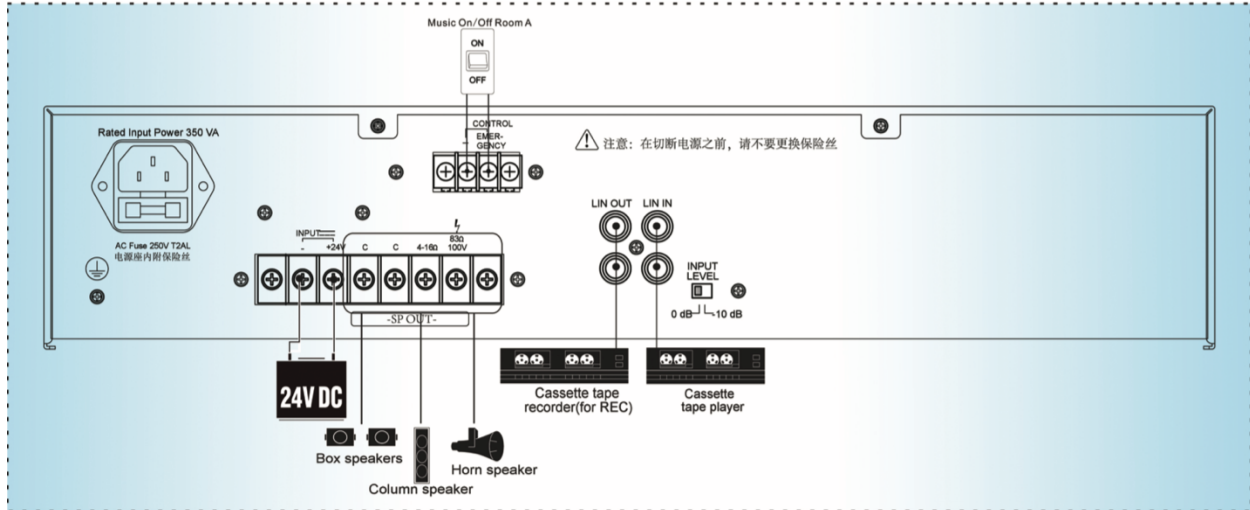 Music On/Off Room A
ON
OFF
CONTROL
EMER-
GENCY
Rated Input Power 350 VA
注意：在切断电源之前，请不要更换保险丝
AC Fuse 250V T2AL
电源座内附保险丝
INPUT
- +24V C C 4-16Ω 83Ω
100V
-SP OUT-
LIN OUT LIN IN
INPUT
LEVEL
0 dB -10 dB
24V DC
Cassette tape
recorder(for REC)
Cassette
tape player
Box speakers
Column speaker
Horn speaker